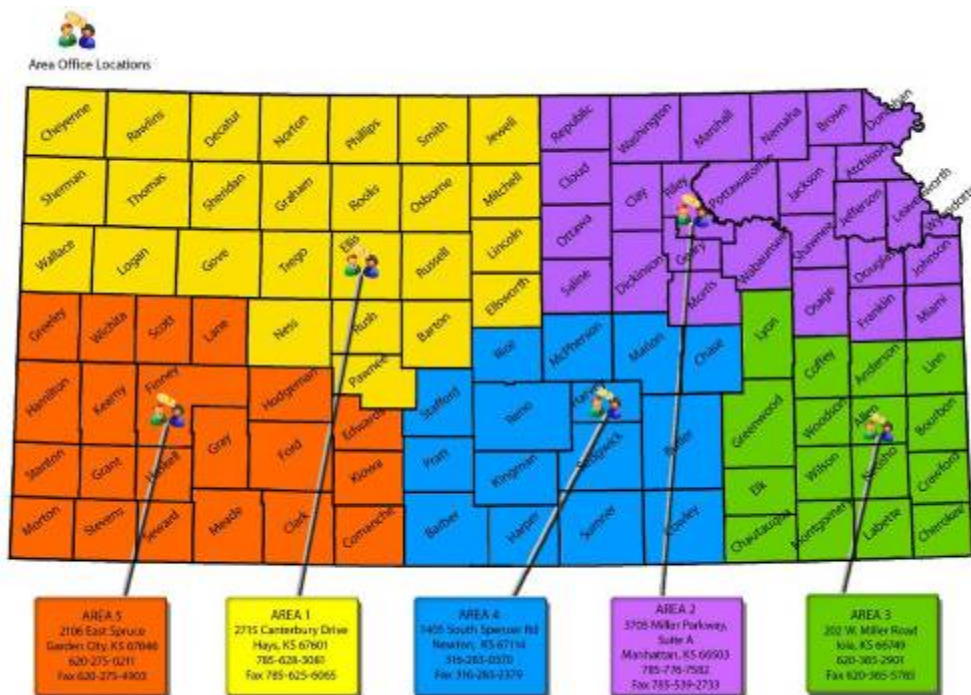 Area Office Locations
Cheyenne
Rawlins
Decatur
Norton
Phillips
Smith
Jewell
Republic
Washington
Marshall
Nemaha
Brown
Doniphan
Sherman
Thomas
Sheridan
Graham
Rooks
Osborne
Mitchell
Cloud
Clay
Riley
Pottawatomie
Jackson
Atchison
Jefferson
Leavenworth
Wyandotte
Wallace
Logan
Gove
Trego
Ellis
Russell
Lincoln
Ottawa
Saline
Dickinson
Geary
Morris
Wabaunsee
Shawnee
Osage
Douglas
Johnson
Franklin
Miami
Ellsworth
Greeley
Wichita
Scott
Lane
Ness
Rush
Barton
Pawnee
Rice
McPherson
Marion
Chase
Lyon
Coffey
Anderson
Linn
Hamilton
Kearny
Finney
Hodgeman
Edwards
Stafford
Reno
Harvey
Sedgwick
Butler
Greenwood
Woodson
Allen
Bourbon
Stanton
Grant
Haskell
Gray
Ford
Kiowa
Pratt
Kingman
Elk
Wilson
Neosho
Crawford
Morton
Stevens
Seward
Meade
Clark
Comanche
Barber
Harper
Sumner
Cowley
Chautauqua
Montgomery
Labette
Cherokee
AREA 5
2106 East Spruce
Garden City, KS 67846
620-275-0211
Fax 620-275-4903
AREA 1
2715 Canterbury Drive
Hays, KS 67601
785-628-3081
Fax 785-625-6065
AREA 4
1405 South Spencer Rd
Newton, KS 67114
316-283-0370
Fax 316-283-2379
AREA 2
3705 Miller Parkway,
Suite A
Manhattan, KS 66503
785-776-7582
Fax 785-539-2733
AREA 3
202 W. Miller Road
Iola, KS 66749
620-365-2901
Fax 620-365-5785